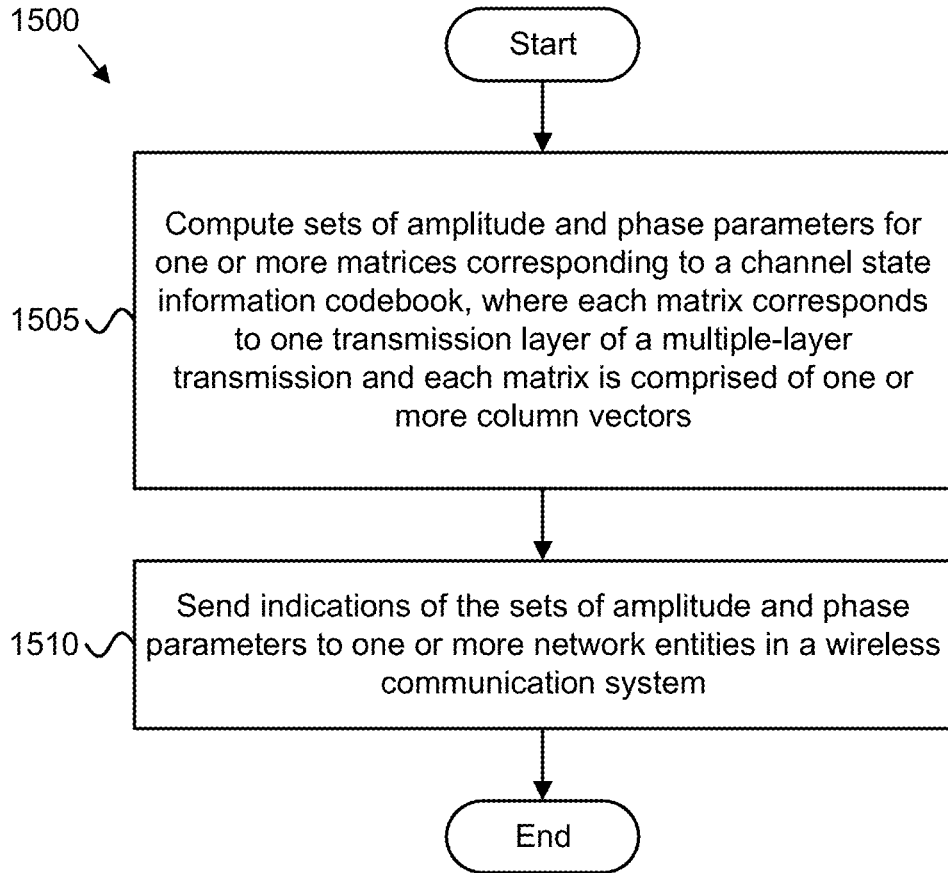 1500
Start
Compute sets of amplitude and phase parameters for
one or more matrices corresponding to a channel state
information codebook, where each matrix corresponds
to one transmission layer of a multiple-layer
transmission and each matrix is comprised of one or
more column vectors
1505
Send indications of the sets of amplitude and phase
parameters to one or more network entities in a wireless
communication system
1510
End